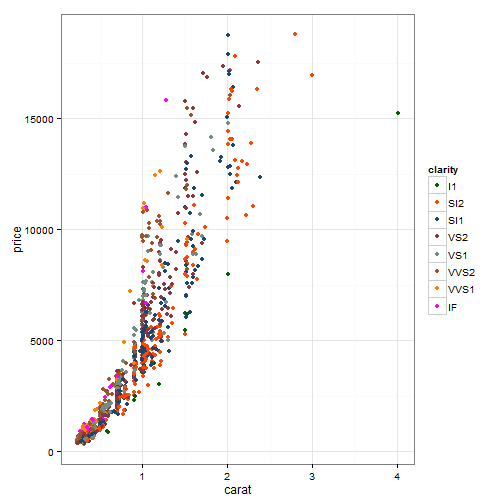 15000
10000
5000
0
price
1
2
3
4
carat
clarity
I1
SI2
SI1
VS2
VS1
VVS2
VVS1
IF